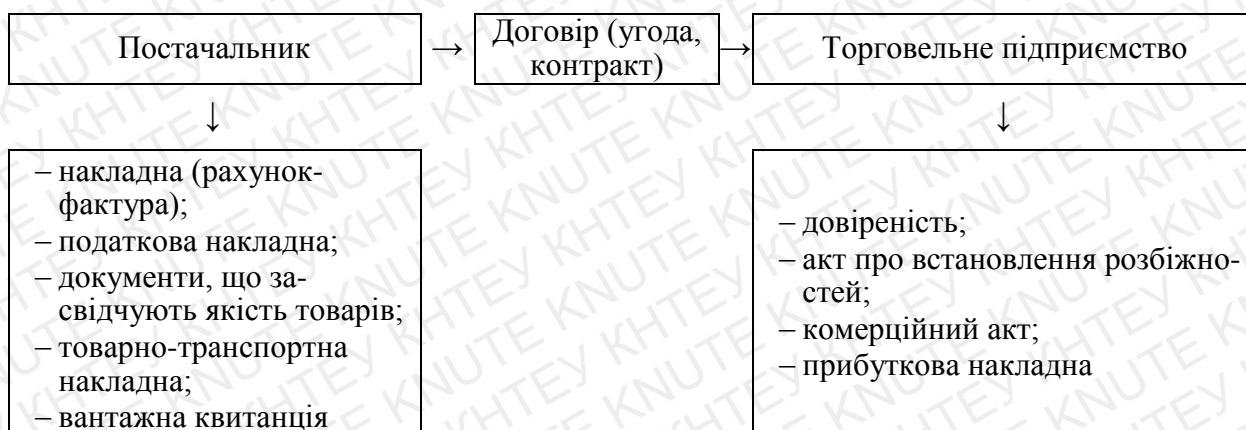 Постачальник
→
Договір (угода,
контракт)
→
Торговельне підприємство
↓
↓
– накладна (рахунок-
фактура);
– податкова накладна;
– документи, що за-
свідчують якість товарів;
– товарно-транспортна
накладна;
– вантажна квитанція
– довіреність;
– акт про встановлення розбіжно-
стей;
– комерційний акт;
– прибуткова накладна